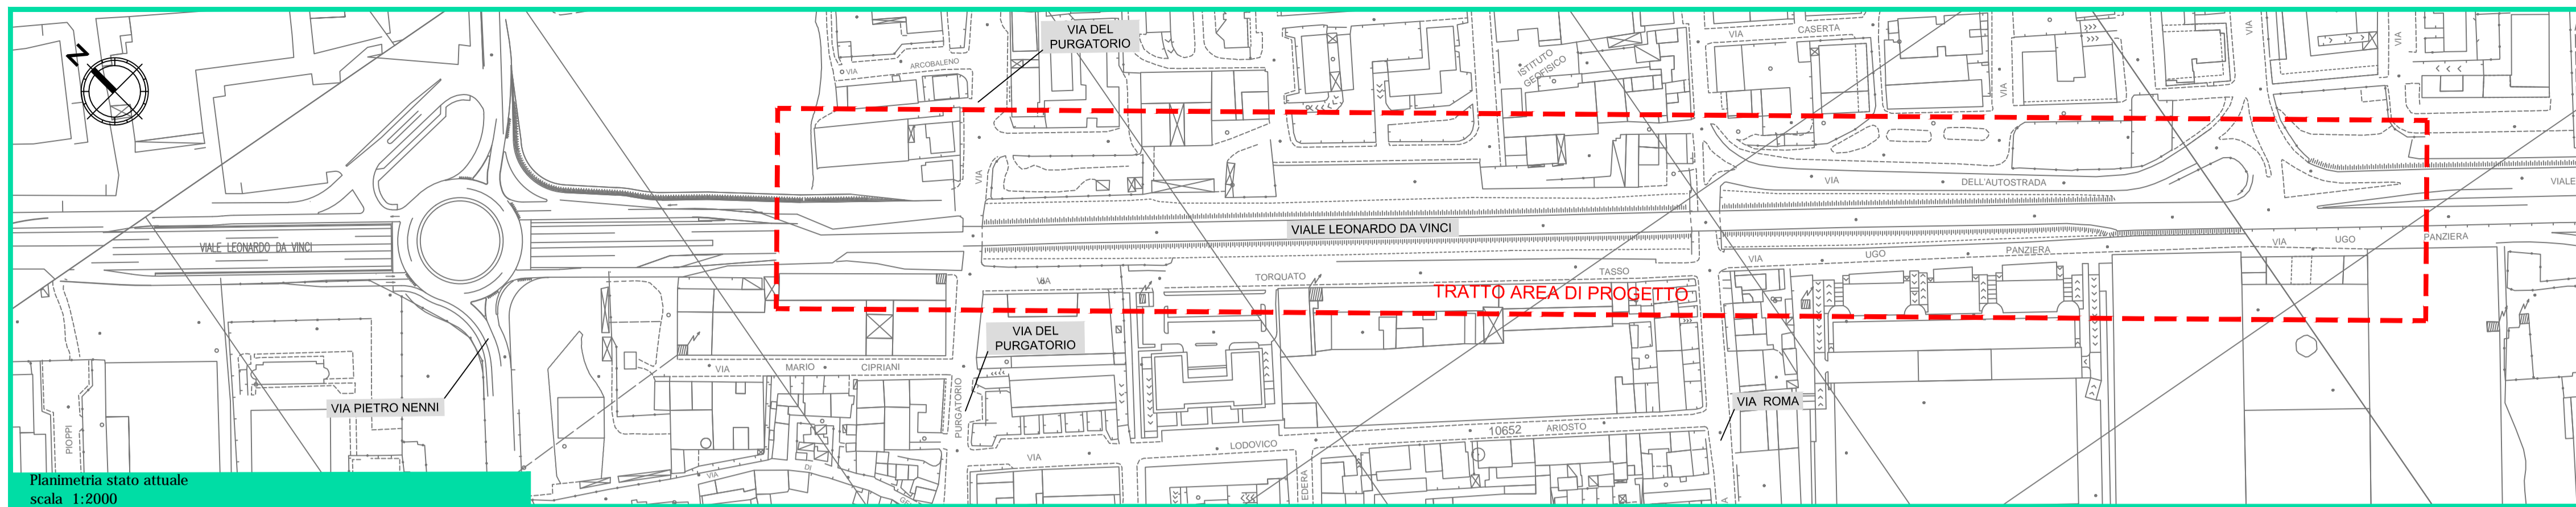 N
VIA DEL
PURGATORIO
VIA
ARCOBALENO
ISTITUTO
GEOFISICO
VIA
CASERTA
VIA
VIA
VIA
VIA
VIA
DELL'AUTOSTRADA
VIALE
VIALE LEONARDO DA VINCI
VIALE LEONARDO DA VINCI
VIA
UGO
PANZIERA
VIA
UGO
PANZIERA
VIA
TORQUATO
TASSO
TRATTO AREA DI PROGETTO
VIA DEL
PURGATORIO
VIA
MARIO
CIPRIANI
PURGATORIO
VIA PIETRO NENNI
VIA ROMA
PIOPPI
LODOVICO
10652
ARIOSTO
VIA
VIA
DI
EDERA
Planimetria stato attuale
scala 1:2000